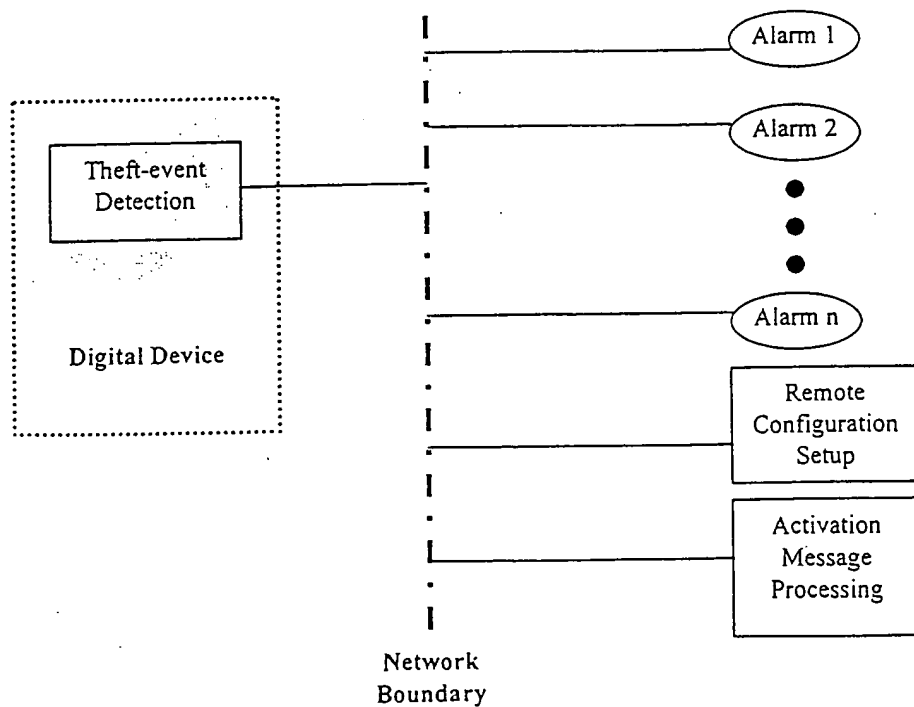 Alarm 1
Alarm 2
Theft-event
Detection
Alarm n
Digital Device
Remote
Configuration
Setup
Activation
Message
Processing
Network
Boundary